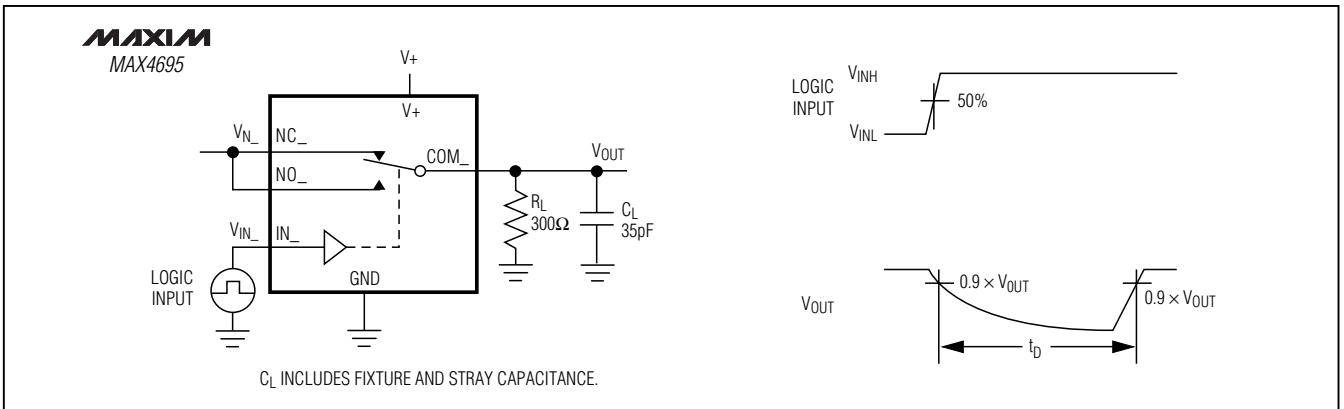 MAXIM
MAX4695
V+
V+
V_N_
NC_
NO_
COM_
V_OUT
R_L
300Ω
C_L
35pF
V_IN_
IN_
LOGIC
INPUT
GND
C_L INCLUDES FIXTURE AND STRAY CAPACITANCE.
LOGIC
INPUT
V_INH
V_INL
50%
V_OUT
0.9 × V_OUT
0.9 × V_OUT
t_D